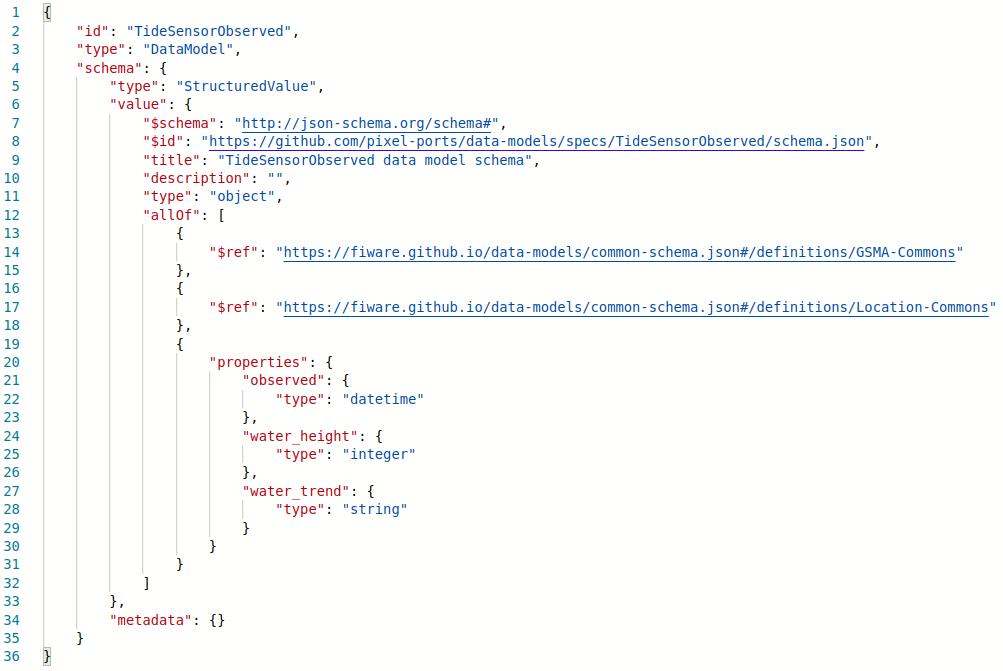 1 {
2     "id": "TideSensorObserved",
3     "type": "DataModel",
4     "schema": {
5         "type": "StructuredValue",
6         "value": {
7             "$schema": "http://json-schema.org/schema#",
8             "$id": "https://github.com/pixel-ports/data-models/specs/TideSensorObserved/schema.json",
9             "title": "TideSensorObserved data model schema",
10             "description": "",
11             "type": "object",
12             "allOf": [
13                 {
14                     "$ref": "https://fiware.github.io/data-models/common-schema.json#/definitions/GSMA-Commons"
15                 },
16                 {
17                     "$ref": "https://fiware.github.io/data-models/common-schema.json#/definitions/Location-Commons"
18                 },
19                 {
20                     "properties": {
21                         "observed": {
22                             "type": "datetime"
23                         },
24                         "water_height": {
25                             "type": "integer"
26                         },
27                         "water_trend": {
28                             "type": "string"
29                         }
30                     }
31                 }
32             ]
33         },
34         "metadata": {}
35     }
36 }